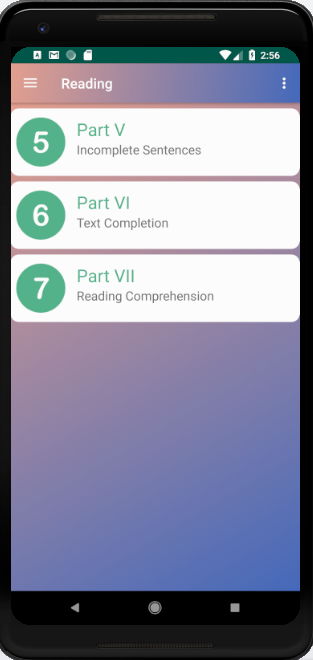 2:56
Reading
5
Part V
Incomplete Sentences
6
Part VI
Text Completion
7
Part VII
Reading Comprehension